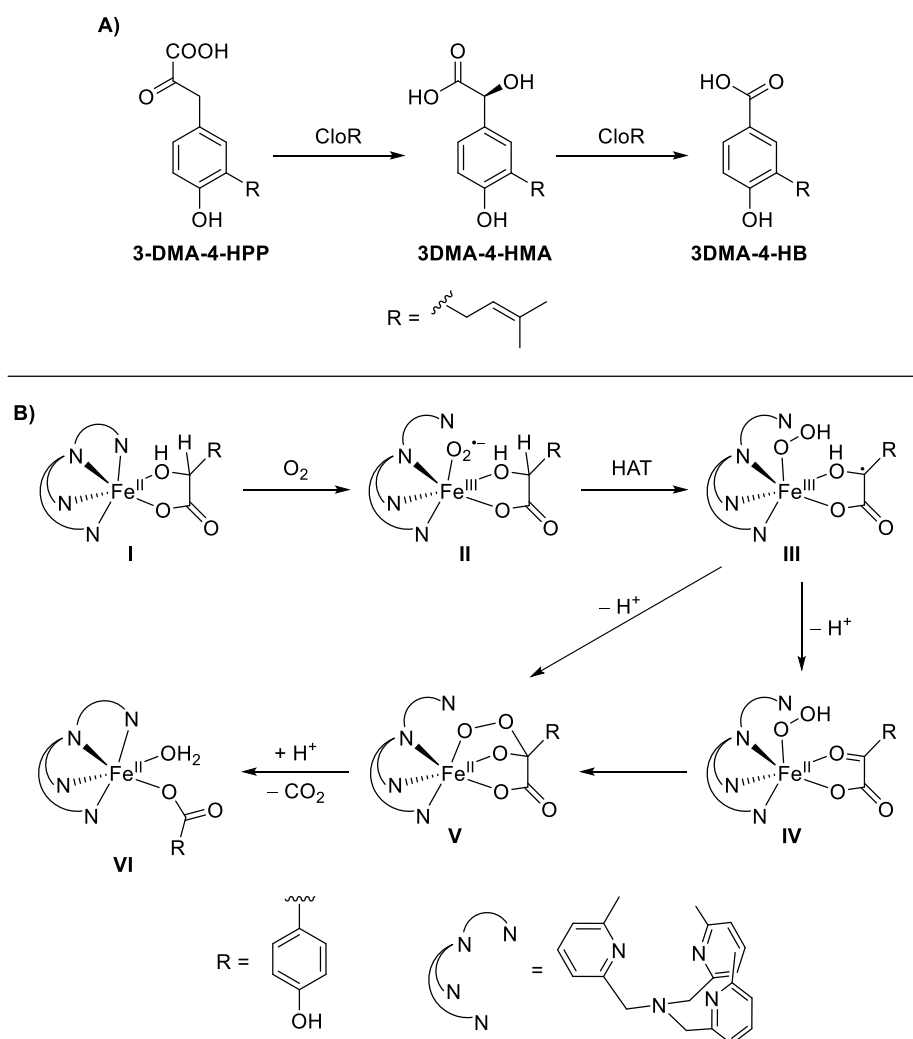 A)
COOH
O
OH
R
3-DMA-4-HPP
CloR
O
HO
OH
OH
R
3DMA-4-HMA
CloR
HO
O
OH
R
3DMA-4-HB
R =
B)
N
N
N
N
Fe^II
H
H
R
O
O
O
I
O₂
N
N
N
N
O₂^•−
Fe^III
H
H
R
O
O
O
II
HAT
N
N
N
N
O
OH
Fe^III
H
O
•
R
O
O
III
– H⁺
– H⁺
N
N
N
N
Fe^II
OH₂
O
O
R
VI
+ H⁺
– CO₂
N
N
N
N
O
O
R
Fe^II
O
O
O
V
N
N
N
N
O
OH
Fe^II
O
R
O
O
IV
R =
OH
N
N
N
N
=
N
N
N
N